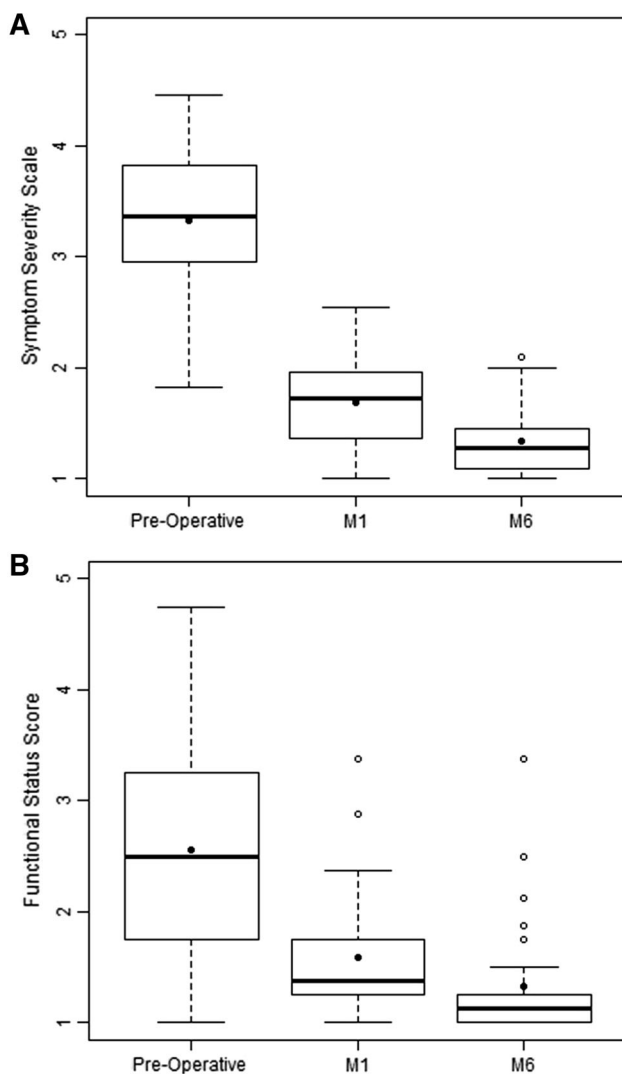 A
5
4
3
2
1
Symptom Severity Scale
Pre-Operative M1 M6
B
5
4
3
2
1
Functional Status Score
Pre-Operative M1 M6